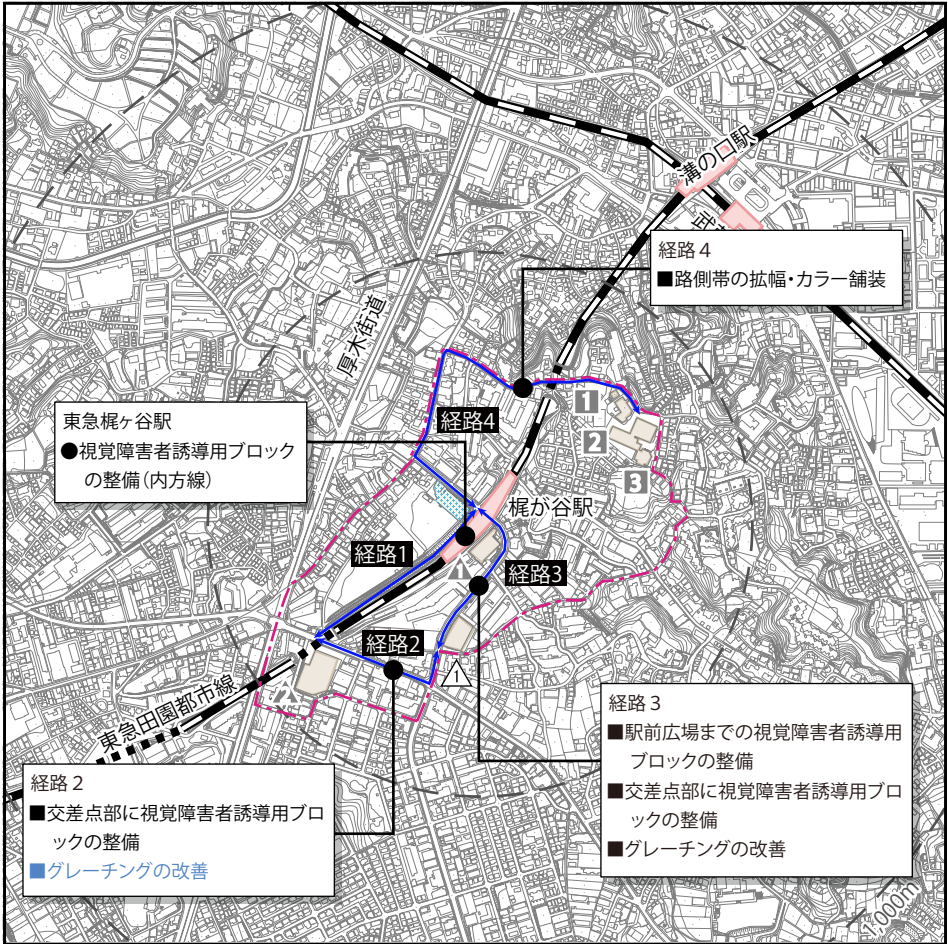 溝の口駅
武
経路4
■路側帯の拡幅・カラー舗装
厚木街道
東急梶ヶ谷駅
●視覚障害者誘導用ブロック
の整備(内方線)
経路4
1
2
3
梶が谷駅
経路1
1
経路3
経路2
1
2
東急田園都市線
経路2
■交差点部に視覚障害者誘導用ブロ
ックの整備
■グレーチングの改善
経路3
■駅前広場までの視覚障害者誘導用
ブロックの整備
■交差点部に視覚障害者誘導用ブロ
ックの整備
■グレーチングの改善
1,000m